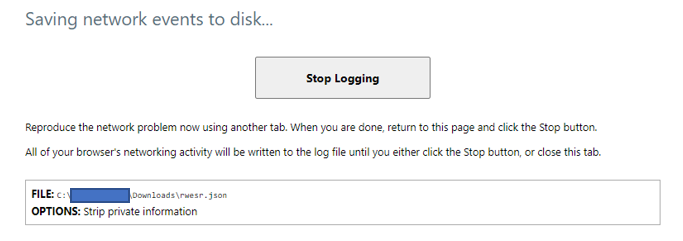 Saving network events to disk...
Stop Logging
Reproduce the network problem now using another tab. When you are done, return to this page and click the Stop button.
All of your browser's networking activity will be written to the log file until you either click the Stop button, or close this tab.
FILE: C:\ \Downloads\rwesr.json
OPTIONS: Strip private information